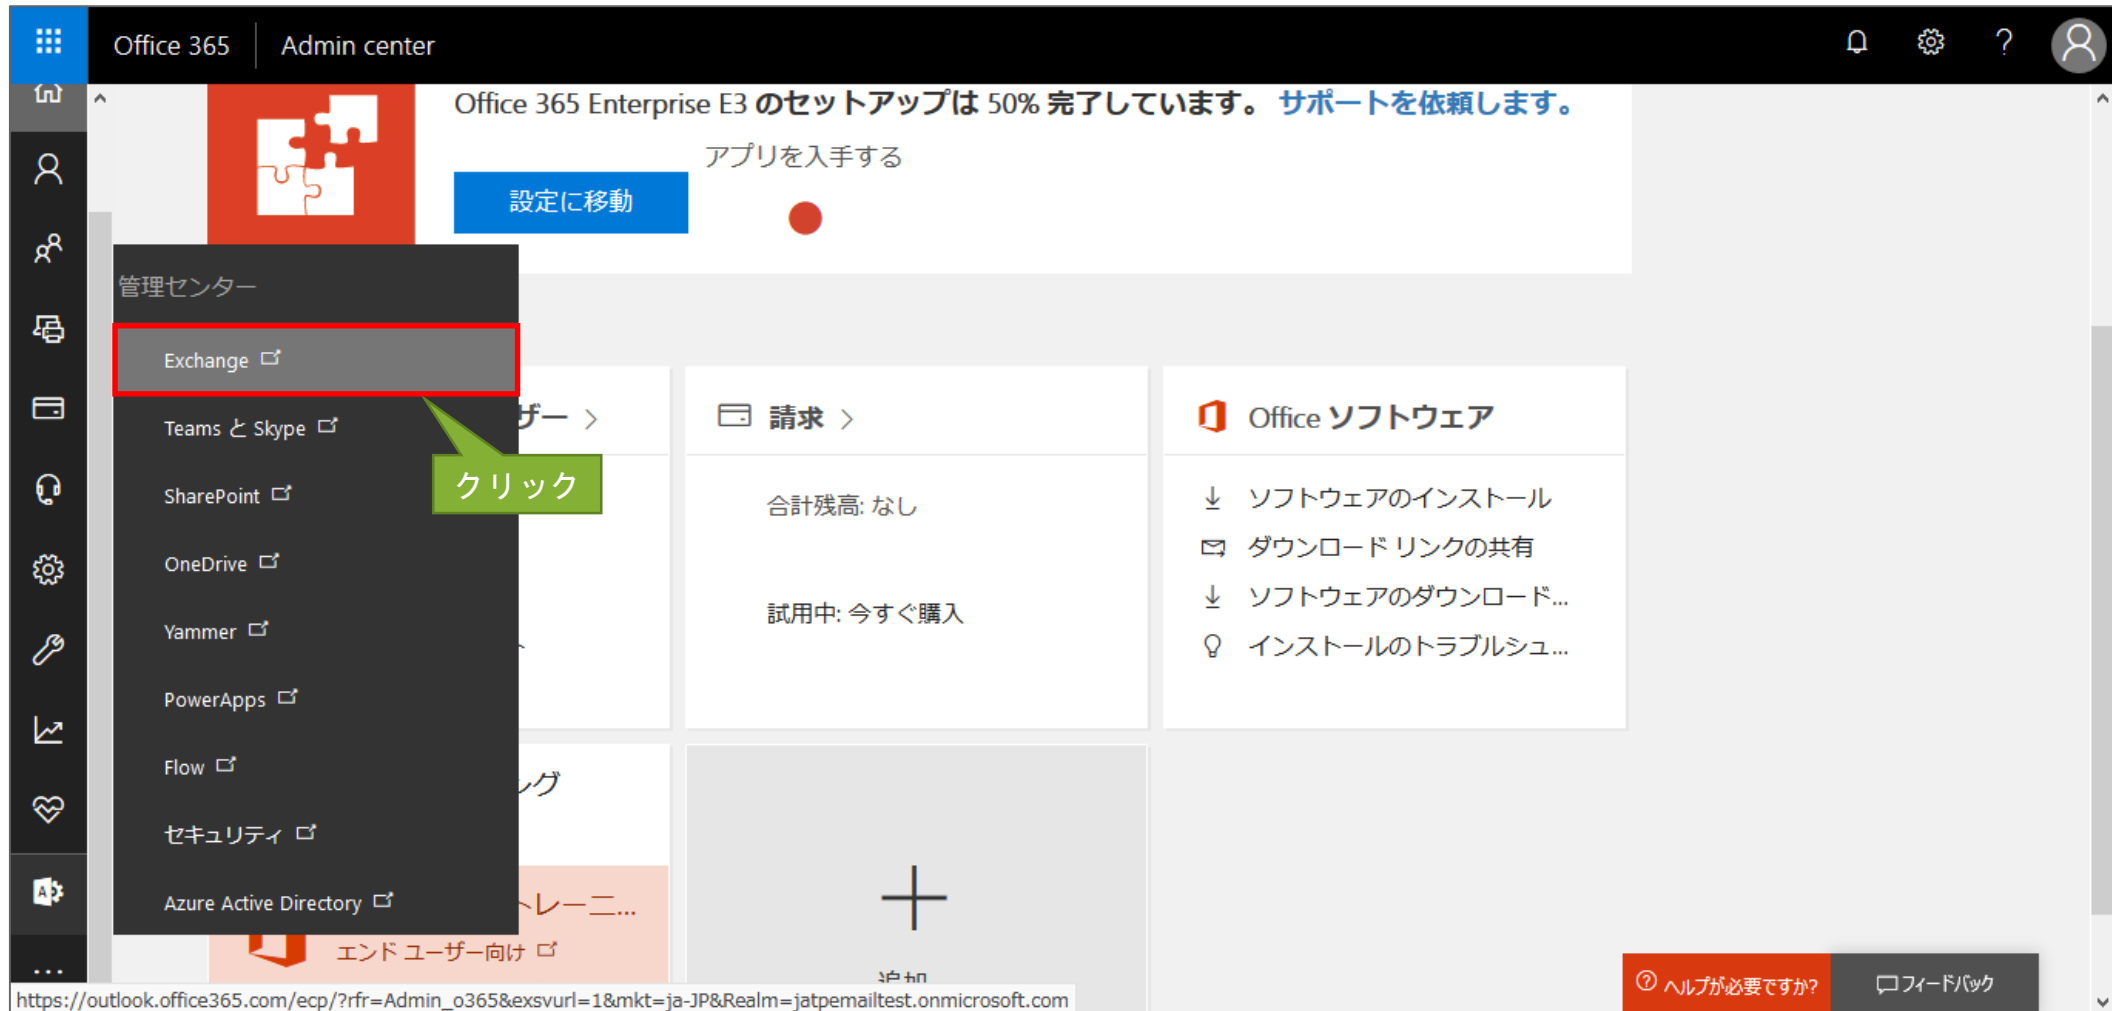 Office 365
Admin center
Office 365 Enterprise E3 のセットアップは 50% 完了しています。 サポートを依頼します。
アプリを入手する
設定に移動
管理センター
Exchange
Teams と Skype
SharePoint
OneDrive
Yammer
PowerApps
Flow
セキュリティ
Azure Active Directory
クリック
ザー
請求
合計残高: なし
試用中: 今すぐ購入
Office ソフトウェア
ソフトウェアのインストール
ダウンロード リンクの共有
ソフトウェアのダウンロード...
インストールのトラブルシュ...
ング
トレーニ...
エンド ユーザー向け
追加
ヘルプが必要ですか?
フィードバック
https://outlook.office365.com/ecp/?rfr=Admin_o365&exsvurl=1&mkt=ja-JP&Realm=jatpemailtest.onmicrosoft.com